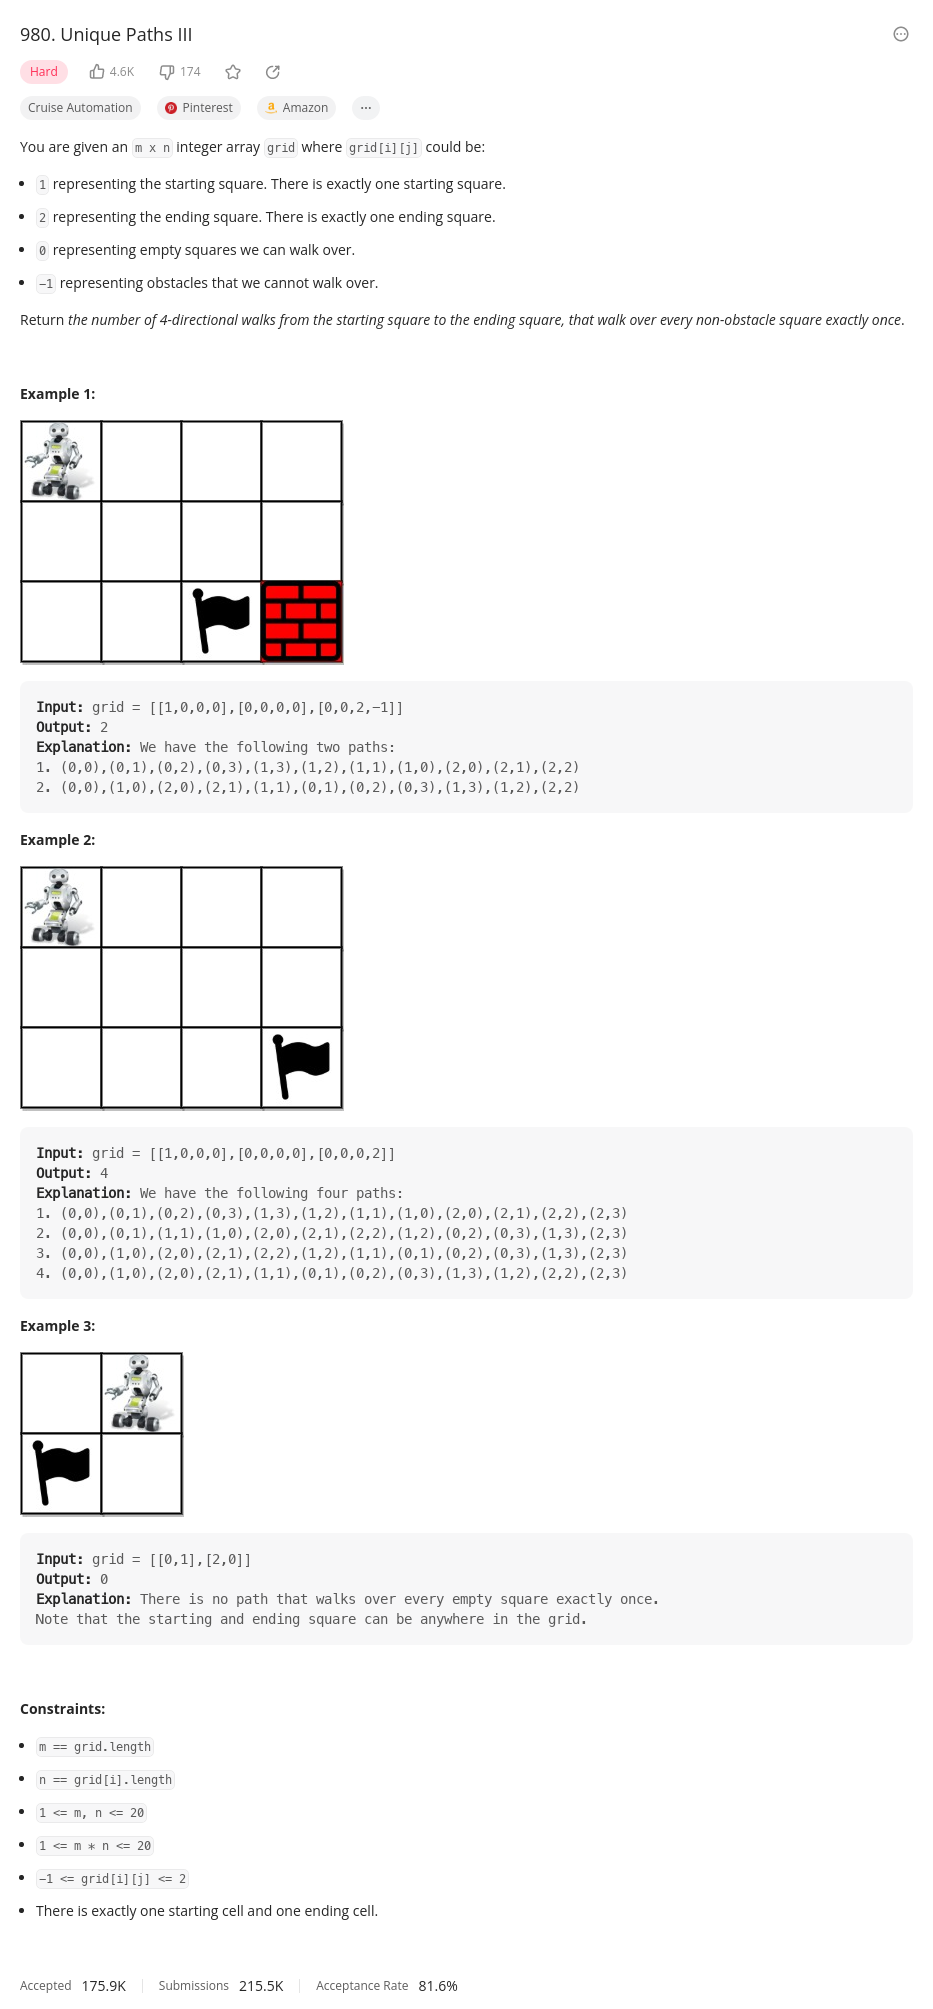 980. Unique Paths III
Hard 4.6K 174
Cruise Automation Pinterest Amazon ···
You are given an m x n integer array grid where grid[i][j] could be:
• 1 representing the starting square. There is exactly one starting square.
• 2 representing the ending square. There is exactly one ending square.
• 0 representing empty squares we can walk over.
• −1 representing obstacles that we cannot walk over.
Return the number of 4-directional walks from the starting square to the ending square, that walk over every non-obstacle square exactly once.
Example 1:
Input: grid = [[1,0,0,0],[0,0,0,0],[0,0,2,−1]]
Output: 2
Explanation: We have the following two paths:
1. (0,0),(0,1),(0,2),(0,3),(1,3),(1,2),(1,1),(1,0),(2,0),(2,1),(2,2)
2. (0,0),(1,0),(2,0),(2,1),(1,1),(0,1),(0,2),(0,3),(1,3),(1,2),(2,2)
Example 2:
Input: grid = [[1,0,0,0],[0,0,0,0],[0,0,0,2]]
Output: 4
Explanation: We have the following four paths:
1. (0,0),(0,1),(0,2),(0,3),(1,3),(1,2),(1,1),(1,0),(2,0),(2,1),(2,2),(2,3)
2. (0,0),(0,1),(1,1),(1,0),(2,0),(2,1),(2,2),(1,2),(0,2),(0,3),(1,3),(2,3)
3. (0,0),(1,0),(2,0),(2,1),(2,2),(1,2),(1,1),(0,1),(0,2),(0,3),(1,3),(2,3)
4. (0,0),(1,0),(2,0),(2,1),(1,1),(0,1),(0,2),(0,3),(1,3),(1,2),(2,2),(2,3)
Example 3:
Input: grid = [[0,1],[2,0]]
Output: 0
Explanation: There is no path that walks over every empty square exactly once.
Note that the starting and ending square can be anywhere in the grid.
Constraints:
• m == grid.length
• n == grid[i].length
• 1 <= m, n <= 20
• 1 <= m * n <= 20
• −1 <= grid[i][j] <= 2
• There is exactly one starting cell and one ending cell.
Accepted 175.9K Submissions 215.5K Acceptance Rate 81.6%